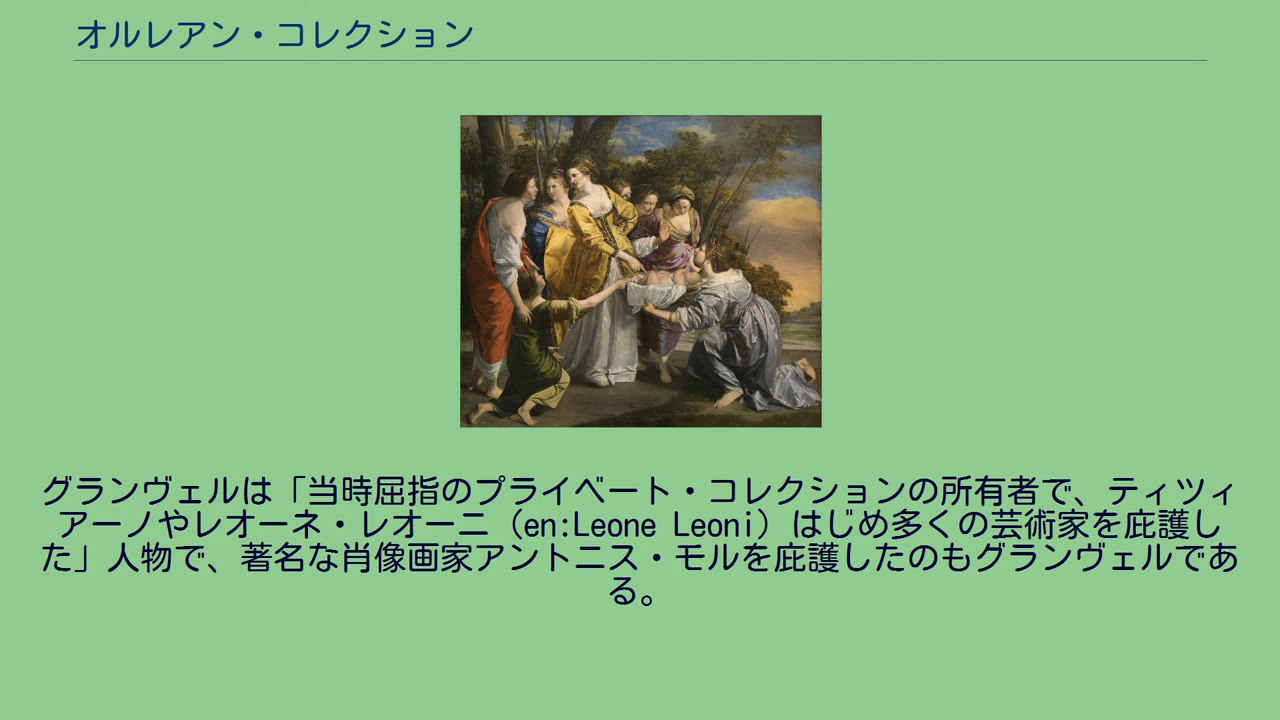 オルレアン・コレクション
グランヴェルは「当時屈指のプライベート・コレクションの所有者で、ティツィ
アーノやレオーネ・レオーニ（en:Leone Leoni）はじめ多くの芸術家を庇護し
た」人物で、著名な肖像画家アントニス・モルを庇護したのもグランヴェルであ
る。